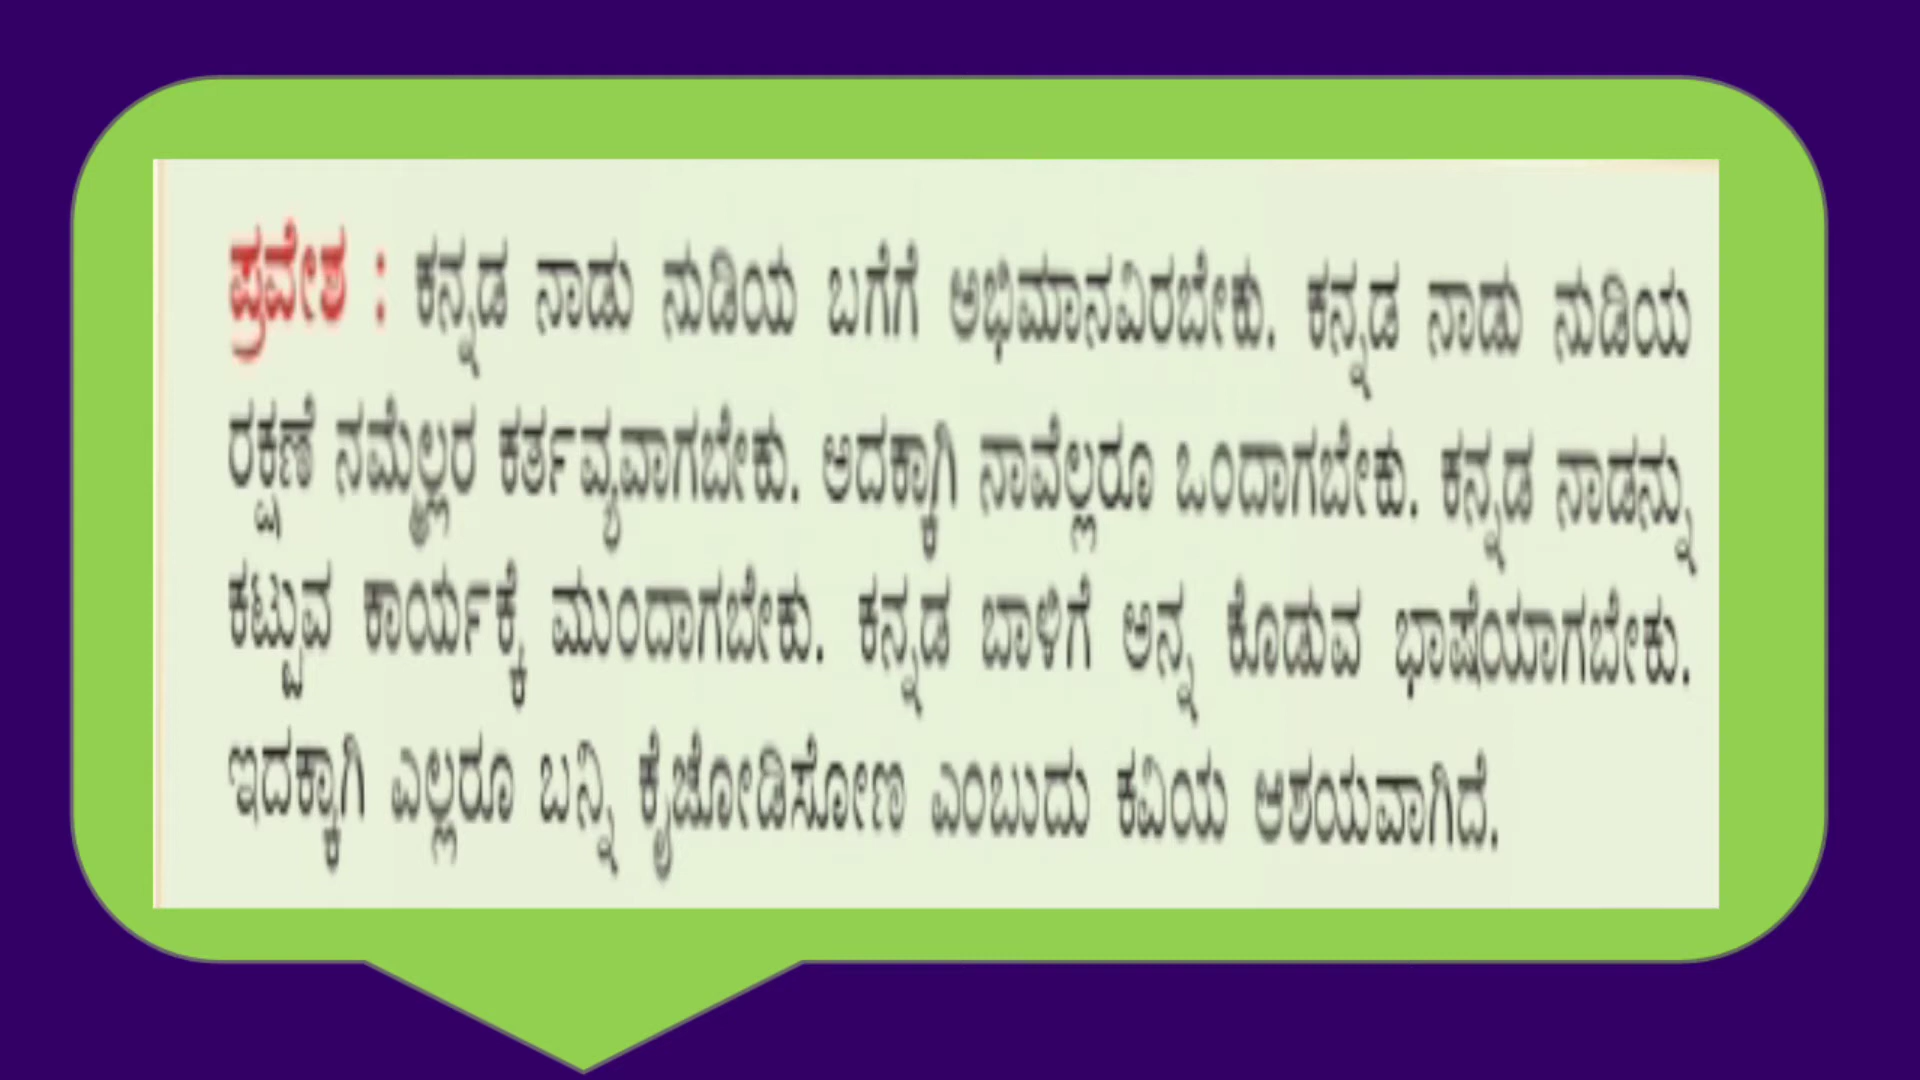 ಪ್ರವೇಶ : ಕನ್ನಡ ನಾಡು ನುಡಿಯ ಬಗೆಗೆ ಅಭಿಮಾನವಿರಬೇಕು. ಕನ್ನಡ ನಾಡು ನುಡಿಯ
ರಕ್ಷಣೆ ನಮ್ಮೆಲ್ಲರ ಕರ್ತವ್ಯವಾಗಬೇಕು. ಅದಕ್ಕಾಗಿ ನಾವೆಲ್ಲರೂ ಒಂದಾಗಬೇಕು. ಕನ್ನಡ ನಾಡನ್ನು
ಕಟ್ಟುವ ಕಾರ್ಯಕ್ಕೆ ಮುಂದಾಗಬೇಕು. ಕನ್ನಡ ಬಾಳಿಗೆ ಅನ್ನ ಕೊಡುವ ಭಾಷೆಯಾಗಬೇಕು.
ಇದಕ್ಕಾಗಿ ಎಲ್ಲರೂ ಬನ್ನಿ ಕೈಜೋಡಿಸೋಣ ಎಂಬುದು ಕವಿಯ ಆಶಯವಾಗಿದೆ.